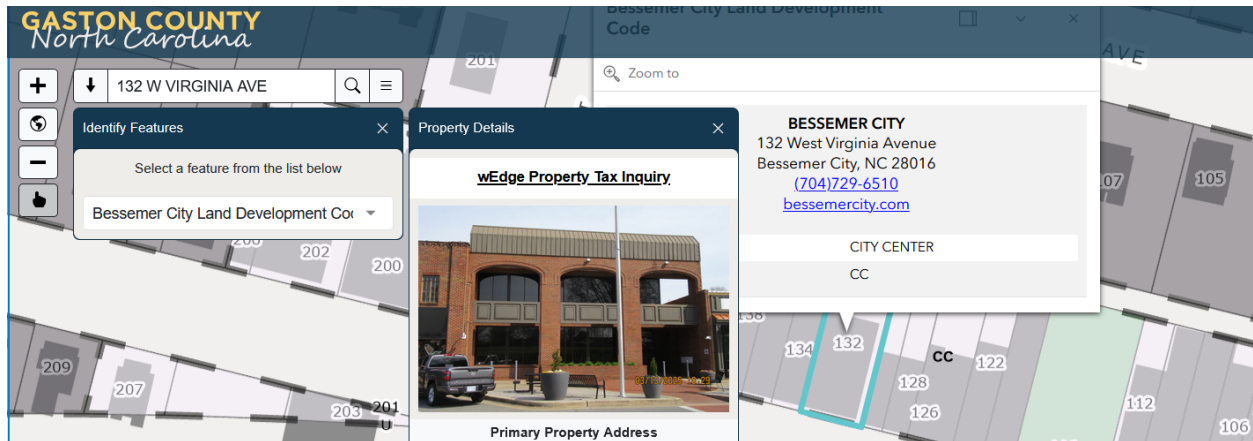 GASTON COUNTY
North Carolina
Bessemer City Land Development
Code
Zoom to
132 W VIRGINIA AVE
Identify Features
Select a feature from the list below
Bessemer City Land Development
Property Details
wEdge Property Tax Inquiry
Primary Property Address
BESSEMER CITY
132 West Virginia Avenue
Bessemer City, NC 28016
(704)729-6510
bessemercity.com
CITY CENTER
CC
AVE
201
107
105
202
200
209
207
203
201
U
134
132
CC
122
128
126
112
106